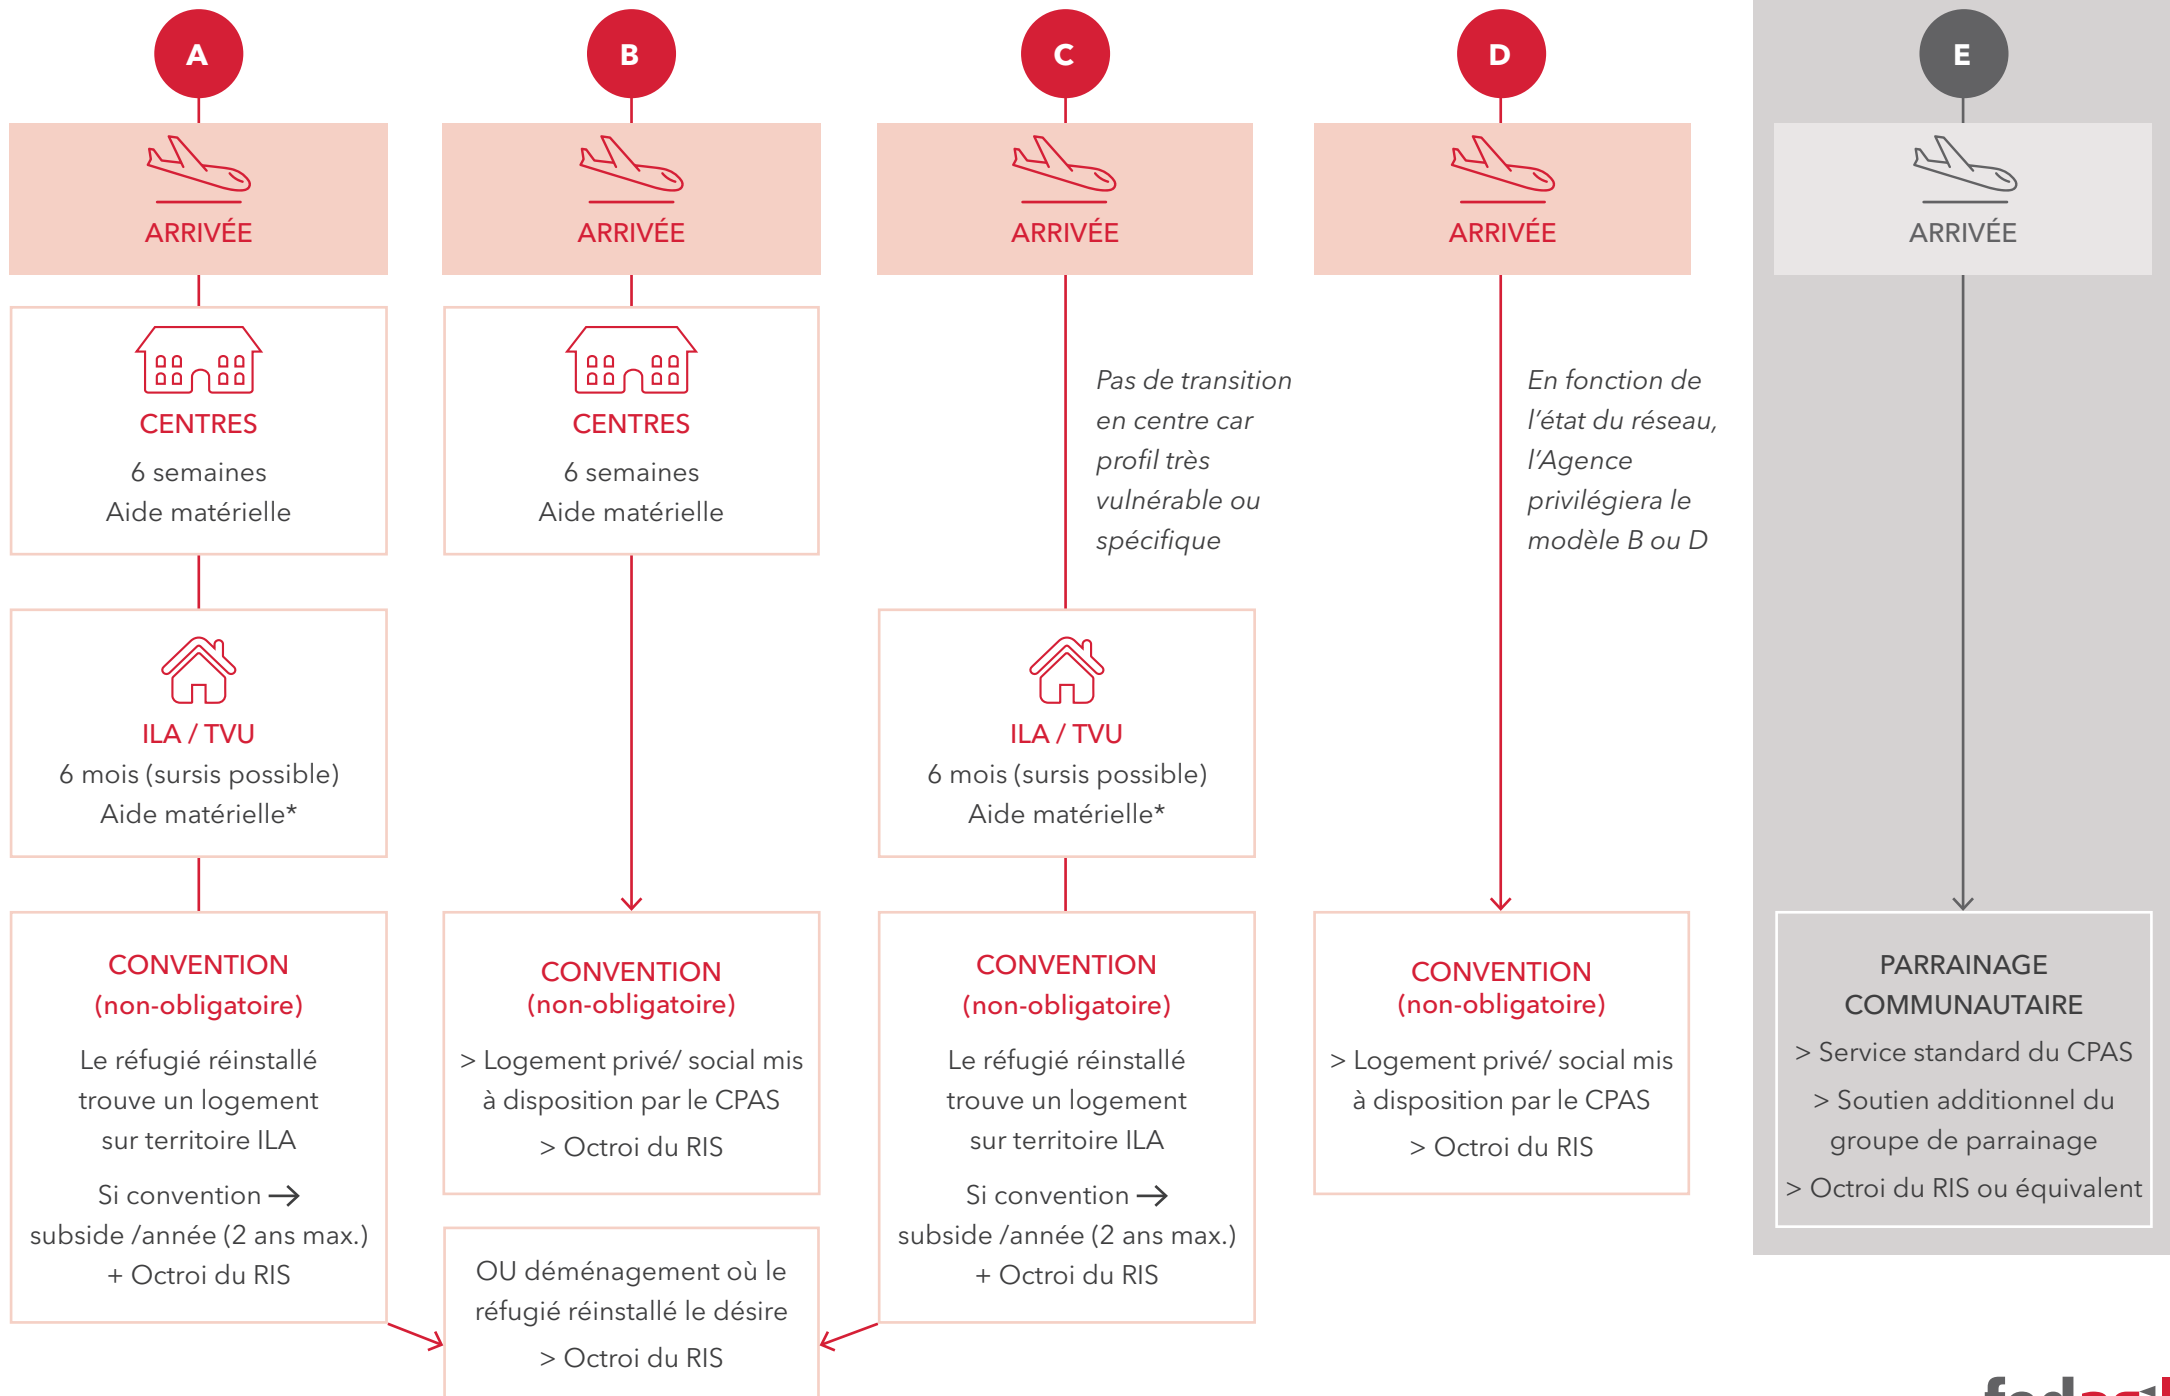 A
ARRIVÉE
CENTRES
6 semaines
Aide matérielle
ILA / TVU
6 mois (sursis possible)
Aide matérielle*
CONVENTION
(non-obligatoire)
Le réfugié réinstallé
trouve un logement
sur territoire ILA
Si convention →
subside /année (2 ans max.)
+ Octroi du RIS
B
ARRIVÉE
CENTRES
6 semaines
Aide matérielle
CONVENTION
(non-obligatoire)
> Logement privé/ social mis
à disposition par le CPAS
> Octroi du RIS
OU déménagement où le
réfugié réinstallé le désire
> Octroi du RIS
C
ARRIVÉE
Pas de transition
en centre car
profil très
vulnérable ou
spécifique
ILA / TVU
6 mois (sursis possible)
Aide matérielle*
CONVENTION
(non-obligatoire)
Le réfugié réinstallé
trouve un logement
sur territoire ILA
Si convention →
subside /année (2 ans max.)
+ Octroi du RIS
D
ARRIVÉE
En fonction de
l'état du réseau,
l'Agence
privilégiera le
modèle B ou D
CONVENTION
(non-obligatoire)
> Logement privé/ social mis
à disposition par le CPAS
> Octroi du RIS
E
ARRIVÉE
PARRAINAGE
COMMUNAUTAIRE
> Service standard du CPAS
> Soutien additionnel du
groupe de parrainage
> Octroi du RIS ou équivalent